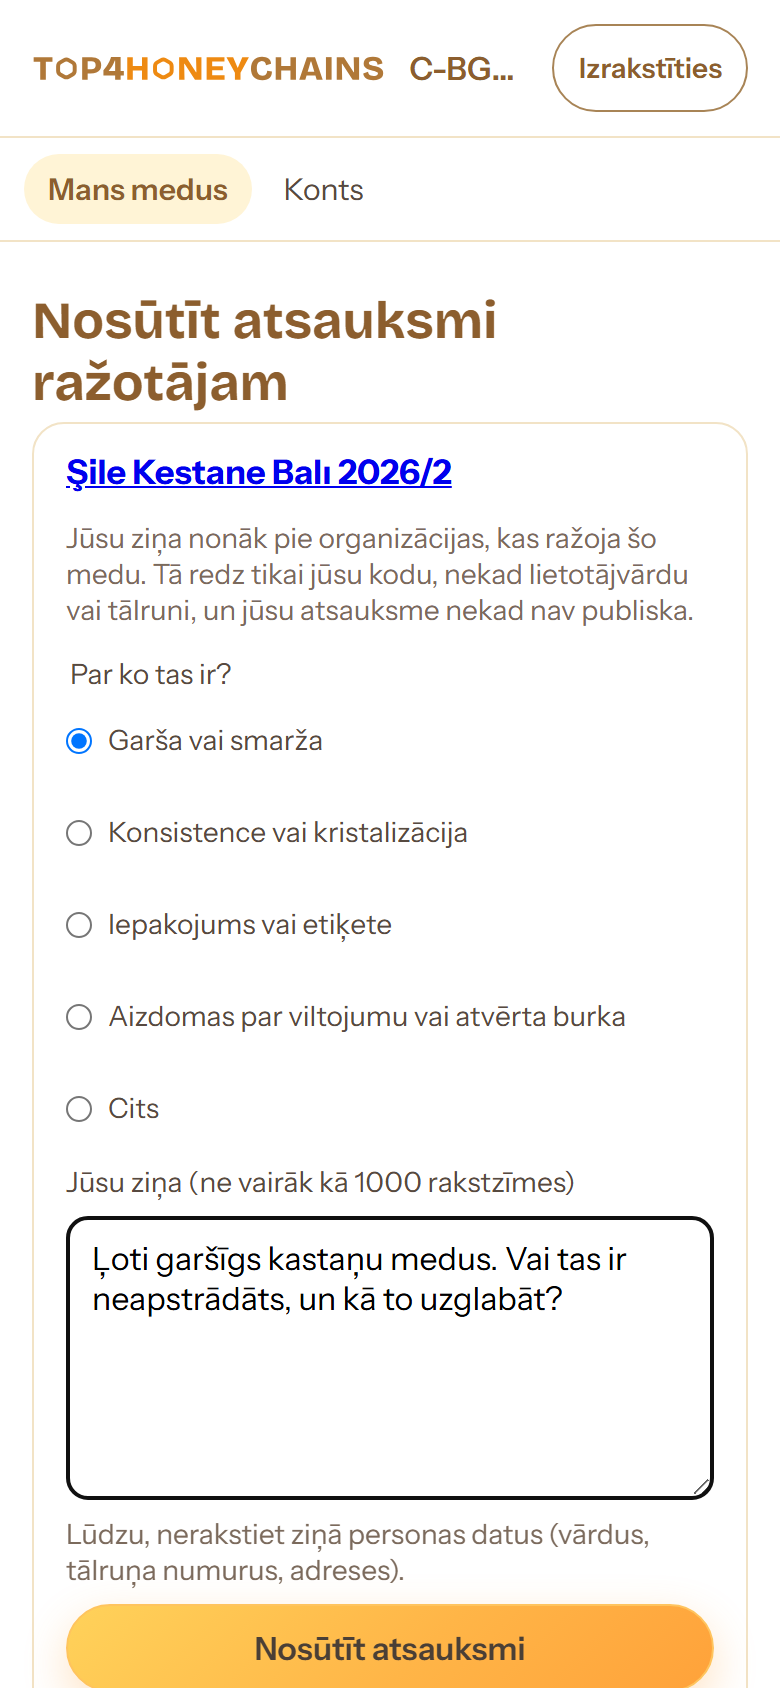 TOP4HONEYCHAINS C-BG... Izrakstīties
Mans medus Konts
Nosūtīt atsauksmi
ražotājam
Şile Kestane Balı 2026/2
Jūsu ziņa nonāk pie organizācijas, kas ražoja šo
medu. Tā redz tikai jūsu kodu, nekad lietotājvārdu
vai tālruni, un jūsu atsauksme nekad nav publiska.
Par ko tas ir?
Garša vai smarža
Konsistence vai kristalizācija
Iepakojums vai etiķete
Aizdomas par viltojumu vai atvērta burka
Cits
Jūsu ziņa (ne vairāk kā 1000 rakstzīmes)
Ļoti garšīgs kastaņu medus. Vai tas ir
neapstrādāts, un kā to uzglabāt?
Lūdzu, nerakstiet ziņā personas datus (vārdus,
tālruņa numurus, adreses).
Nosūtīt atsauksmi